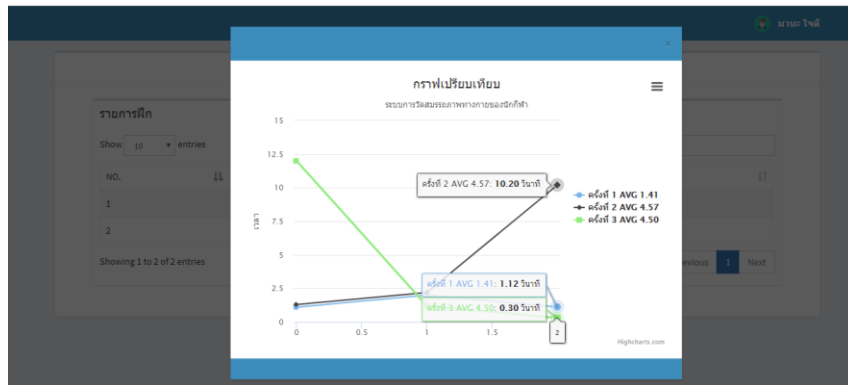 มานะ ใจดี
×
กราฟเปรียบเทียบ
ระบบการวัดสมรรถภาพทางกายของนักกีฬา
รายการฝึก
Show 10 entries
NO.
1
2
Showing 1 to 2 of 2 entries
evious 1 Next
เวลา
15
12.5
10
7.5
5
2.5
0
0 0.5 1 1.5 2
ครั้งที่ 2 AVG 4.57: 10.20 วินาที
ครั้งที่ 1 AVG 1.41: 1.12 วินาที
ครั้งที่ 3 AVG 4.50: 0.30 วินาที
ครั้งที่ 1 AVG 1.41
ครั้งที่ 2 AVG 4.57
ครั้งที่ 3 AVG 4.50
Highcharts.com